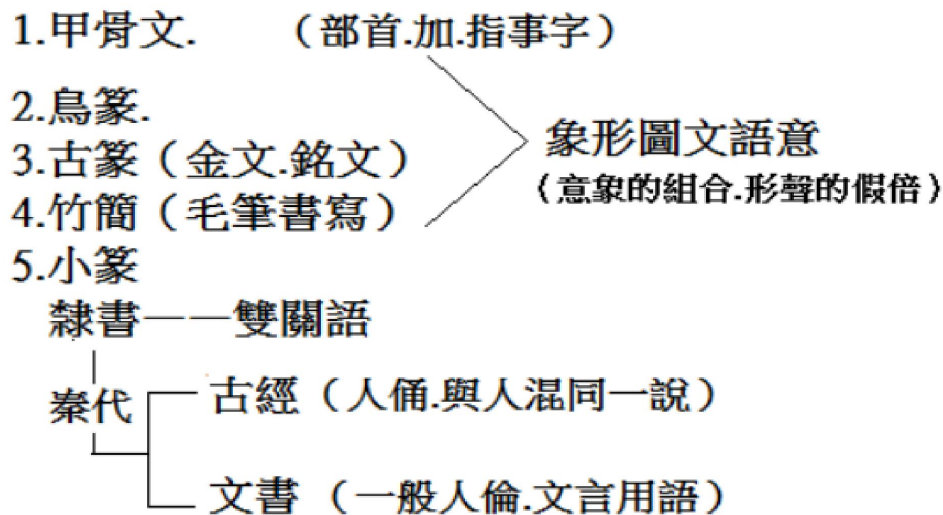 1.甲骨文. （部首.加.指事字）
2.鳥篆.
3.古篆（金文.銘文）
象形圖文語意
（意象的組合.形聲的假倍）
4.竹簡（毛筆書寫）
5.小篆
隸書——雙關語
秦代
古經（人俑.與人混同一說）
文書（一般人倫.文言用語）